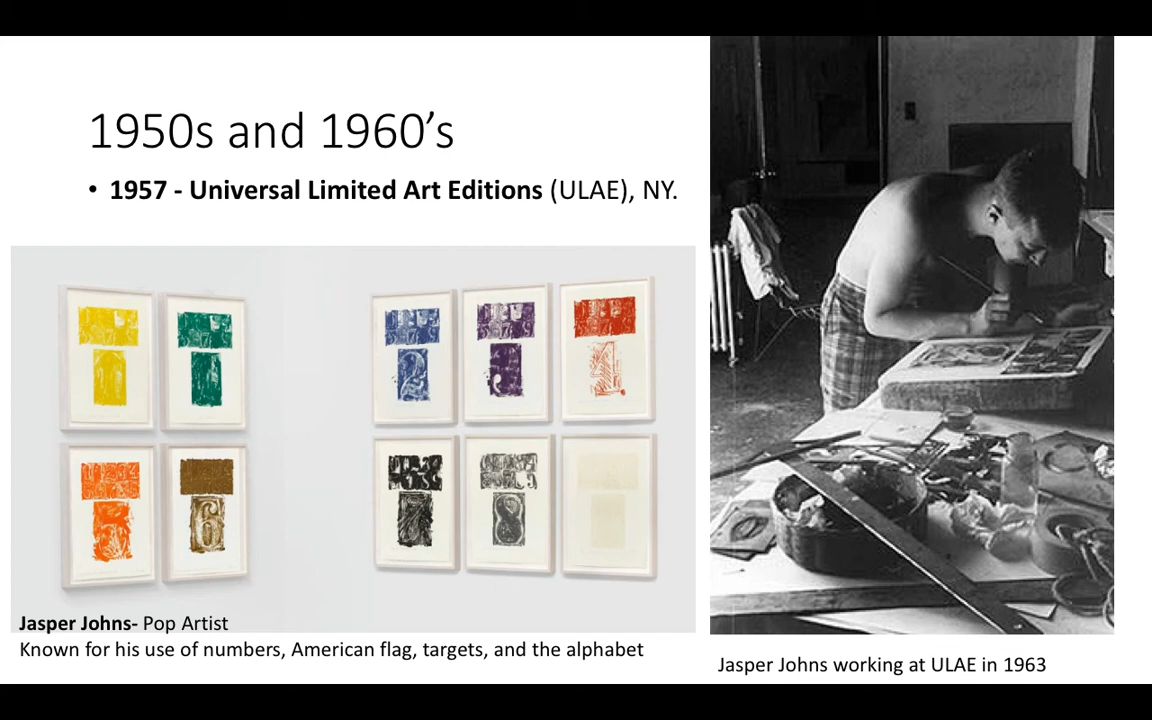 1950s and 1960’s
• 1957 - Universal Limited Art Editions (ULAE), NY.
Jasper Johns- Pop Artist
Known for his use of numbers, American flag, targets, and the alphabet
Jasper Johns working at ULAE in 1963